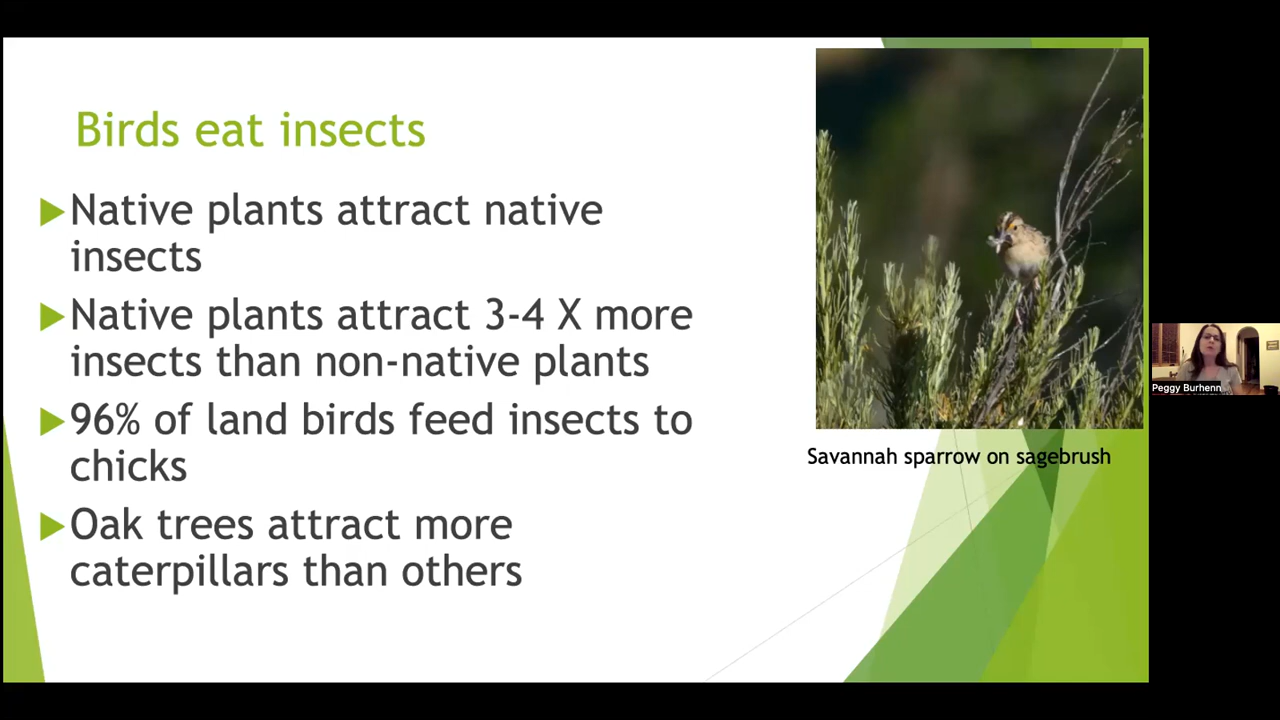 Birds eat insects
Native plants attract native
insects
Native plants attract 3-4 X more
insects than non-native plants
96% of land birds feed insects to
chicks
Oak trees attract more
caterpillars than others
Savannah sparrow on sagebrush
Peggy Burhenn